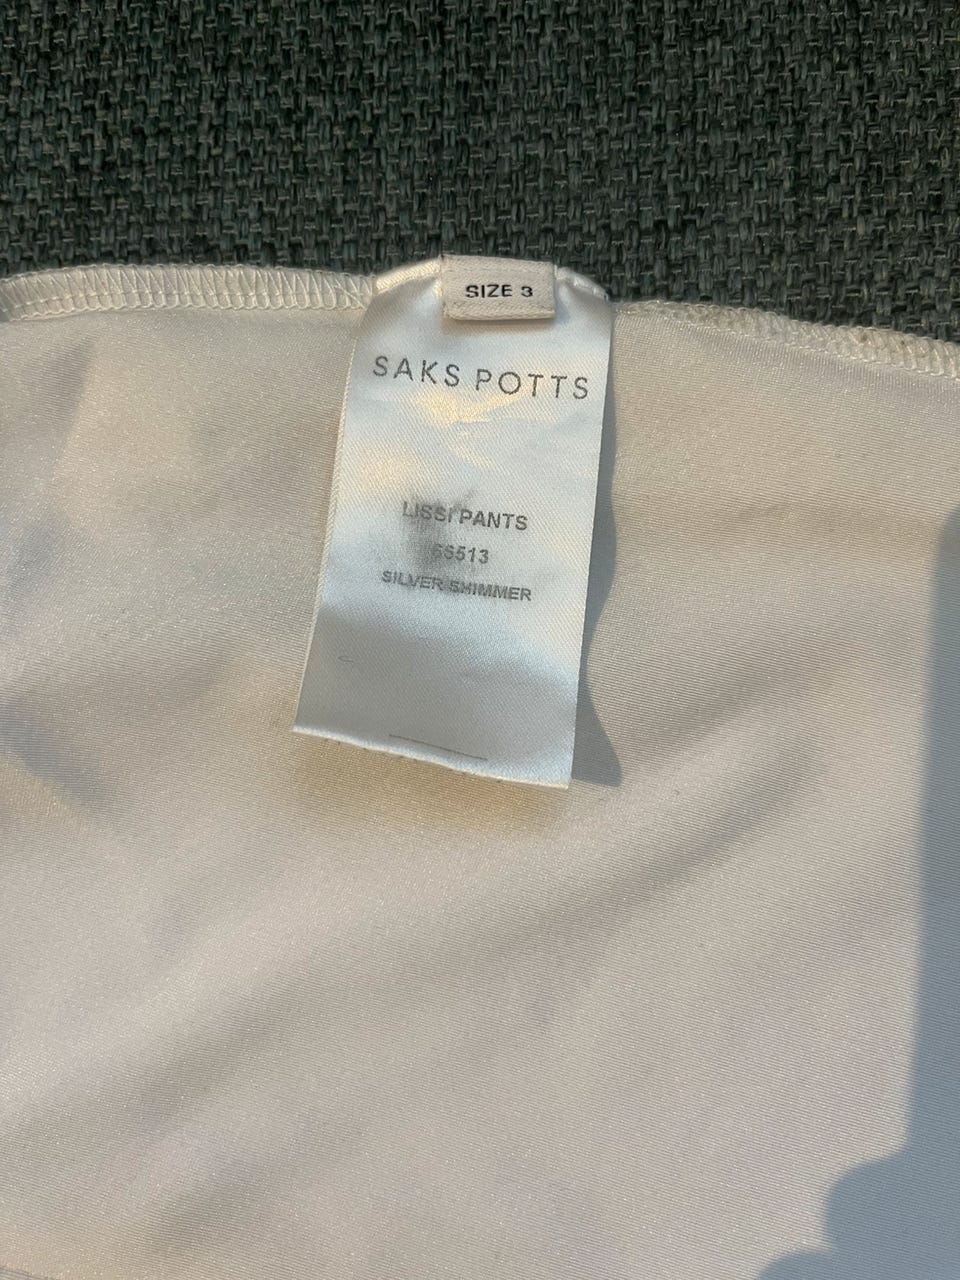 SIZE 3
SAKS POTTS
LISSI PANTS
SILVER SHIMMER